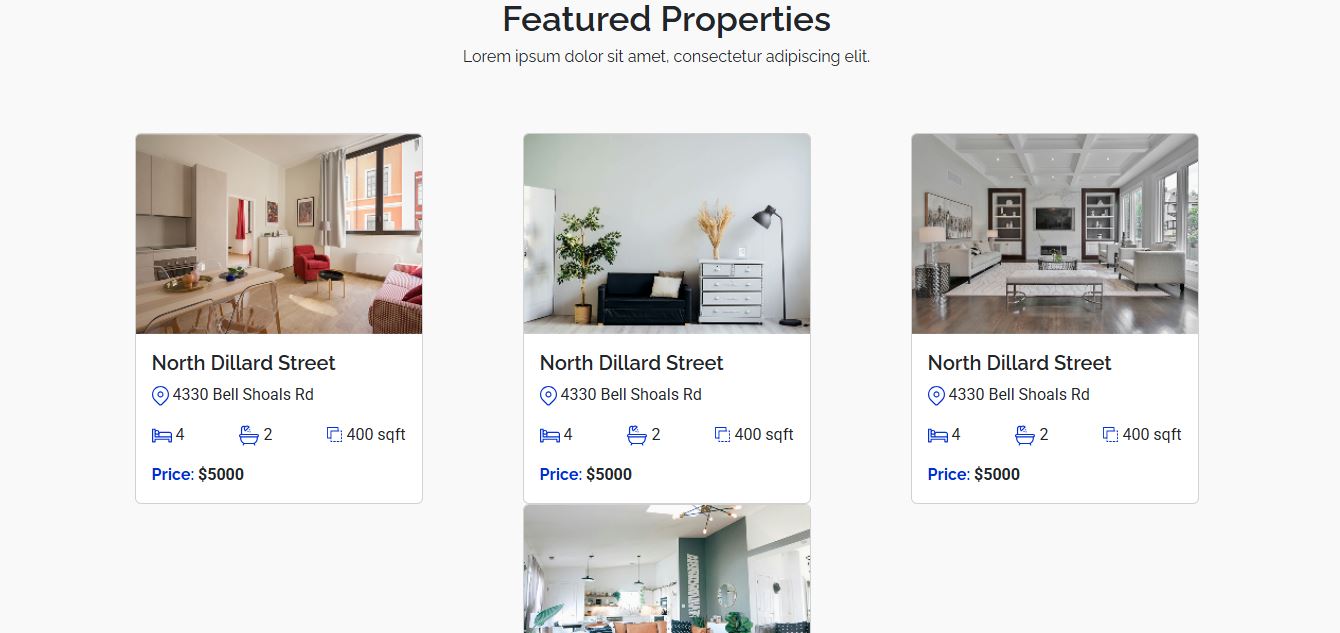 Featured Properties
Lorem ipsum dolor sit amet, consectetur adipiscing elit.
North Dillard Street
4330 Bell Shoals Rd
4 2 400 sqft
Price: $5000
North Dillard Street
4330 Bell Shoals Rd
4 2 400 sqft
Price: $5000
North Dillard Street
4330 Bell Shoals Rd
4 2 400 sqft
Price: $5000